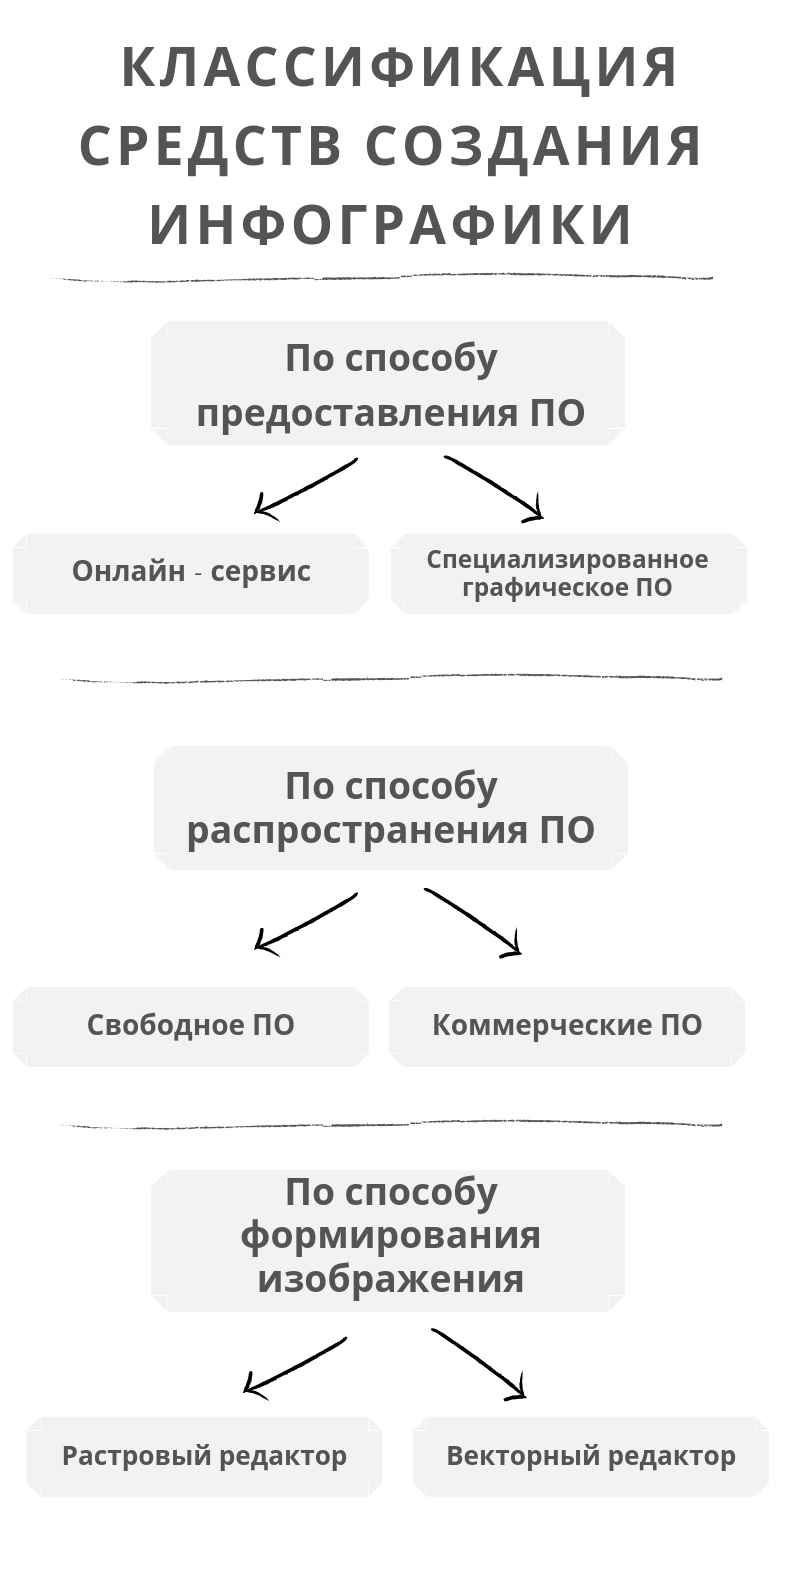 КЛАССИФИКАЦИЯ
СРЕДСТВ СОЗДАНИЯ
ИНФОГРАФИКИ
По способу
предоставления ПО
Онлайн - сервис
Специализированное
графическое ПО
По способу
распространения ПО
Свободное ПО
Коммерческие ПО
По способу
формирования
изображения
Растровый редактор
Векторный редактор